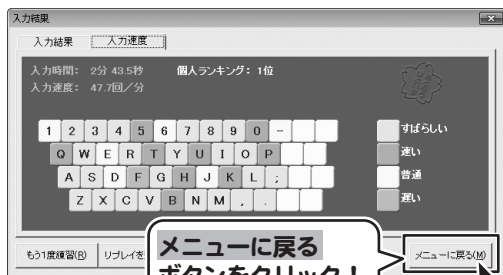 入力結果
入力結果 入力速度
入力時間: 2分 43.5秒 個人ランキング: 1位
入力速度: 47.7回/分
1 2 3 4 5 6 7 8 9 0 -
Q W E R T Y U I O P
A S D F G H J K L ;
Z X C V B N M , .
すばらしい
速い
普通
遅い
もう1度練習(R) リプレイを メニューに戻る(M)
メニューに戻る
ボタンをクリック!